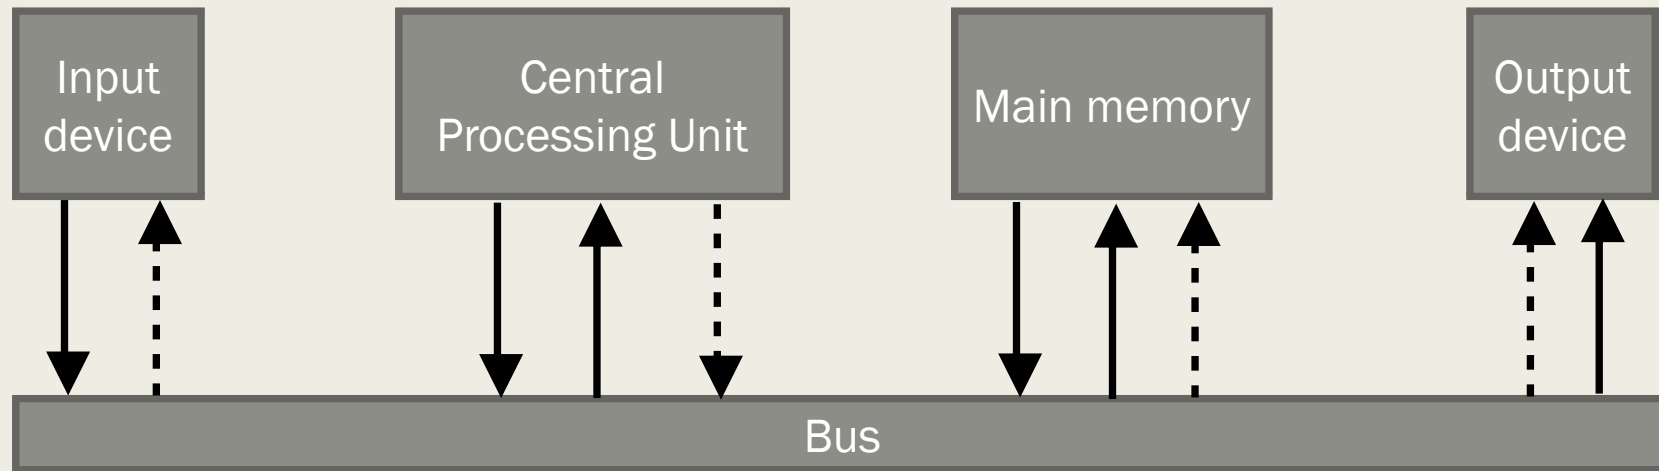 Input
device
Central
Processing Unit
Main memory
Output
device
Bus